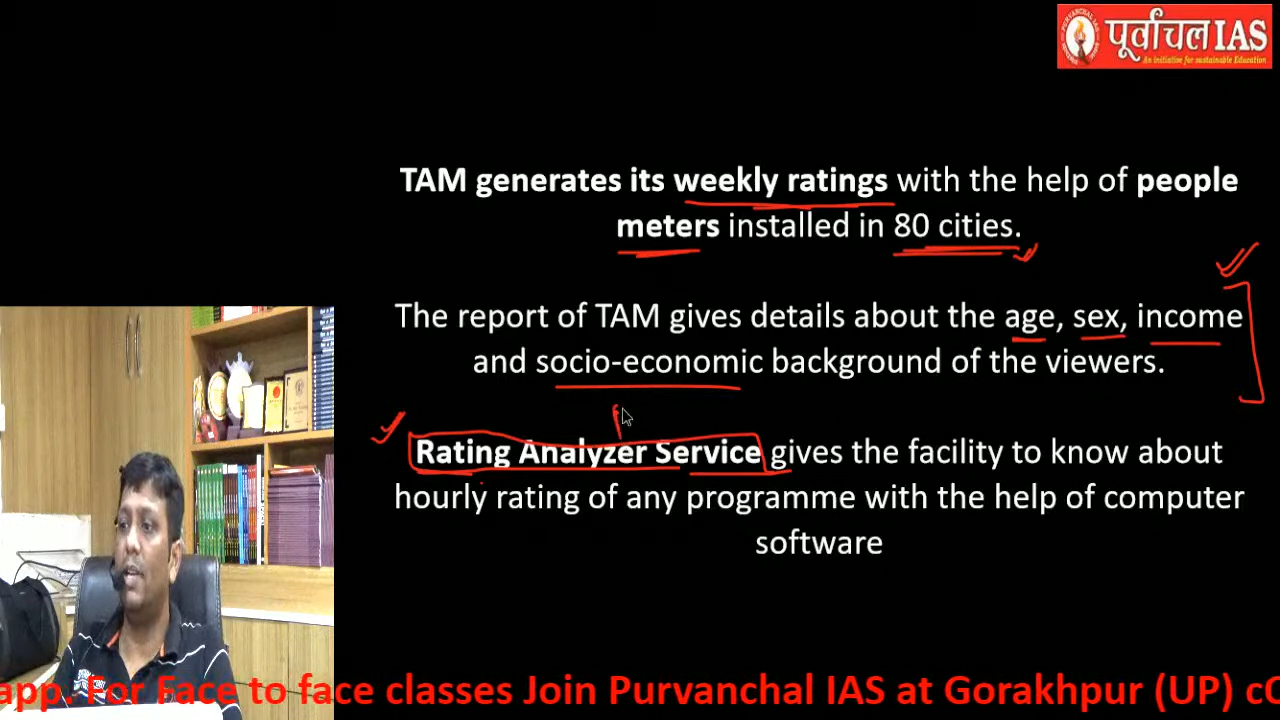 पूर्वांचल IAS
An initiative for sustainable Education
TAM generates its weekly ratings with the help of people
meters installed in 80 cities.
The report of TAM gives details about the age, sex, income
and socio-economic background of the viewers.
Rating Analyzer Service gives the facility to know about
hourly rating of any programme with the help of computer
software
app. For Face to face classes Join Purvanchal IAS at Gorakhpur (UP)